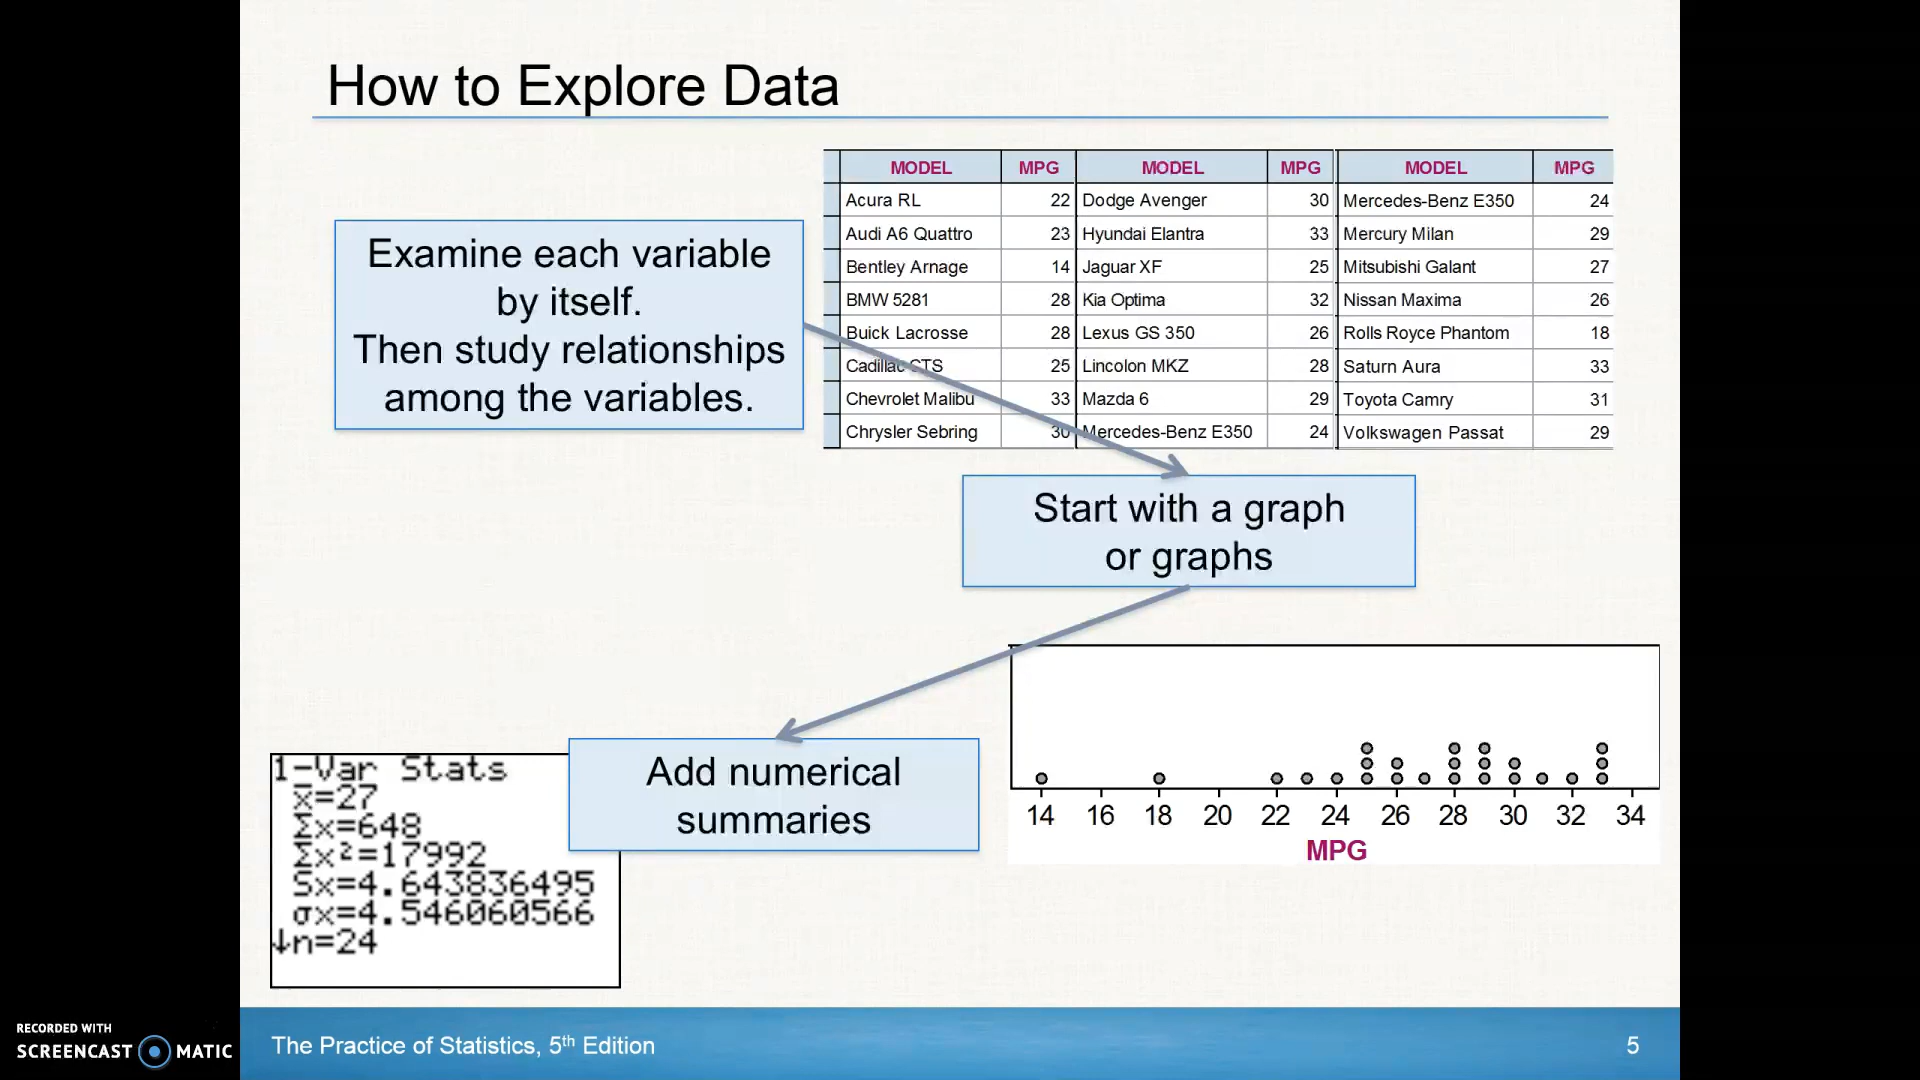 How to Explore Data
Examine each variable
by itself.
Then study relationships
among the variables.
MODEL MPG MODEL MPG MODEL MPG
Acura RL 22 Dodge Avenger 30 Mercedes-Benz E350 24
Audi A6 Quattro 23 Hyundai Elantra 33 Mercury Milan 29
Bentley Arnage 14 Jaguar XF 25 Mitsubishi Galant 27
BMW 5281 28 Kia Optima 32 Nissan Maxima 26
Buick Lacrosse 28 Lexus GS 350 26 Rolls Royce Phantom 18
Cadillac CTS 25 Lincolon MKZ 28 Saturn Aura 33
Chevrolet Malibu 33 Mazda 6 29 Toyota Camry 31
Chrysler Sebring 30 Mercedes-Benz E350 24 Volkswagen Passat 29
Start with a graph
or graphs
Add numerical
summaries
1-Var Stats
x̄=27
Σx=648
Σx²=17992
Sx=4.643836495
σx=4.546060566
↓n=24
14 16 18 20 22 24 26 28 30 32 34
MPG
The Practice of Statistics, 5th Edition
5
RECORDED WITH
SCREENCAST MATIC